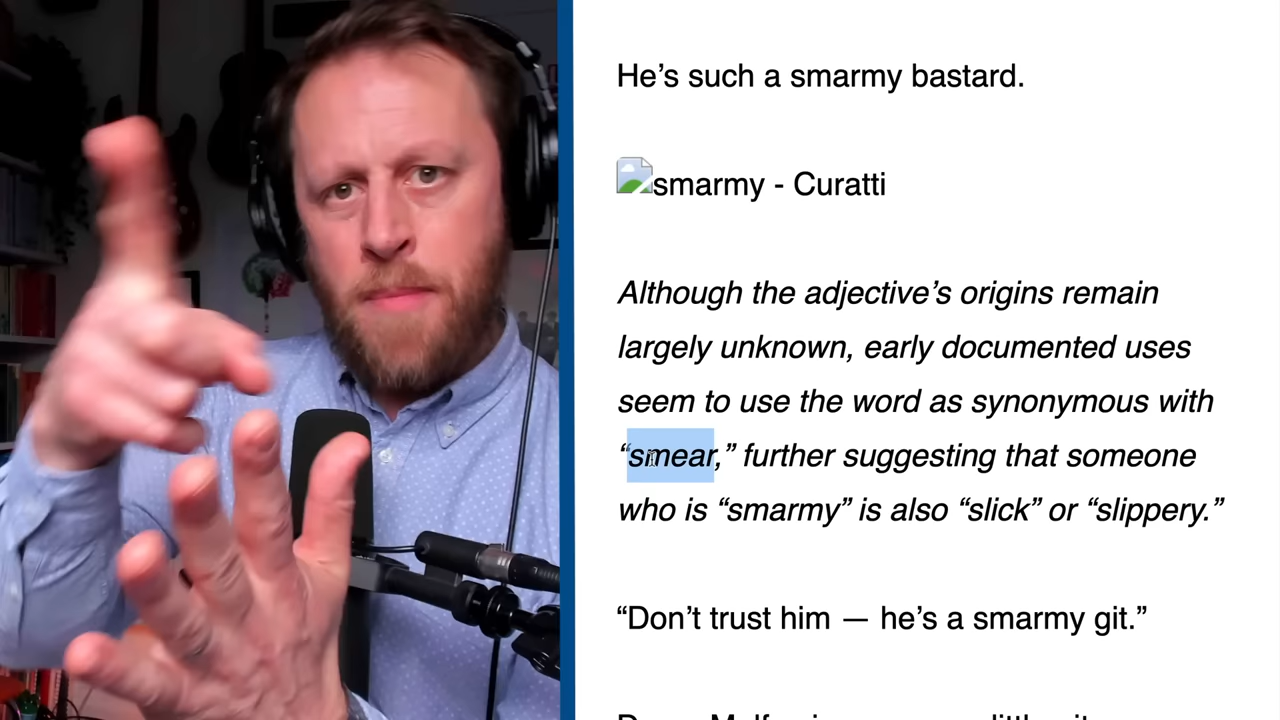 He’s such a smarmy bastard.
smarmy - Curatti
Although the adjective’s origins remain
largely unknown, early documented uses
seem to use the word as synonymous with
“smear,” further suggesting that someone
who is “smarmy” is also “slick” or “slippery.”
“Don’t trust him — he’s a smarmy git.”